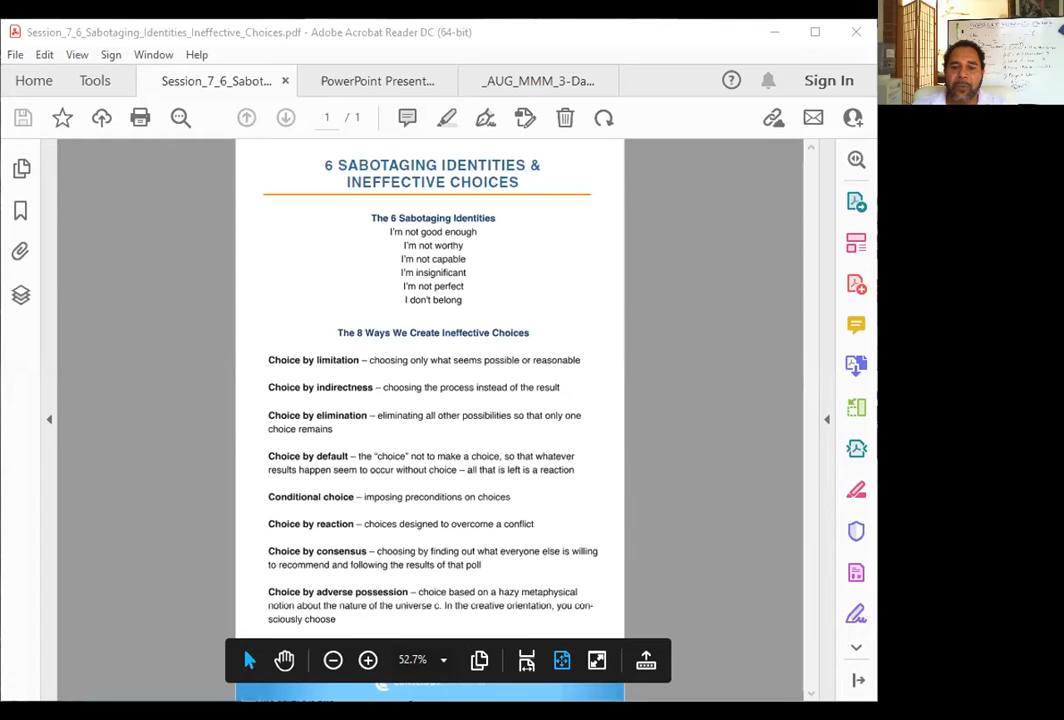 Session_7_6_Sabotaging_Identities_Ineffective_Choices.pdf - Adobe Acrobat Reader DC (64-bit)
File Edit View Sign Window Help
Home Tools Session_7_6_Sabot... × PowerPoint Present... _AUG_MMM_3-Da... Sign In
1 / 1
6 SABOTAGING IDENTITIES &
INEFFECTIVE CHOICES
The 6 Sabotaging Identities
I'm not good enough
I'm not worthy
I'm not capable
I'm insignificant
I'm not perfect
I don't belong
The 8 Ways We Create Ineffective Choices
Choice by limitation – choosing only what seems possible or reasonable
Choice by indirectness – choosing the process instead of the result
Choice by elimination – eliminating all other possibilities so that only one
choice remains
Choice by default – the “choice” not to make a choice, so that whatever
results happen seem to occur without choice – all that is left is a reaction
Conditional choice – imposing preconditions on choices
Choice by reaction – choices designed to overcome a conflict
Choice by consensus – choosing by finding out what everyone else is willing
to recommend and following the results of that poll
Choice by adverse possession – choice based on a hazy metaphysical
notion about the nature of the universe c. In the creative orientation, you con-
sciously choose
52.7%